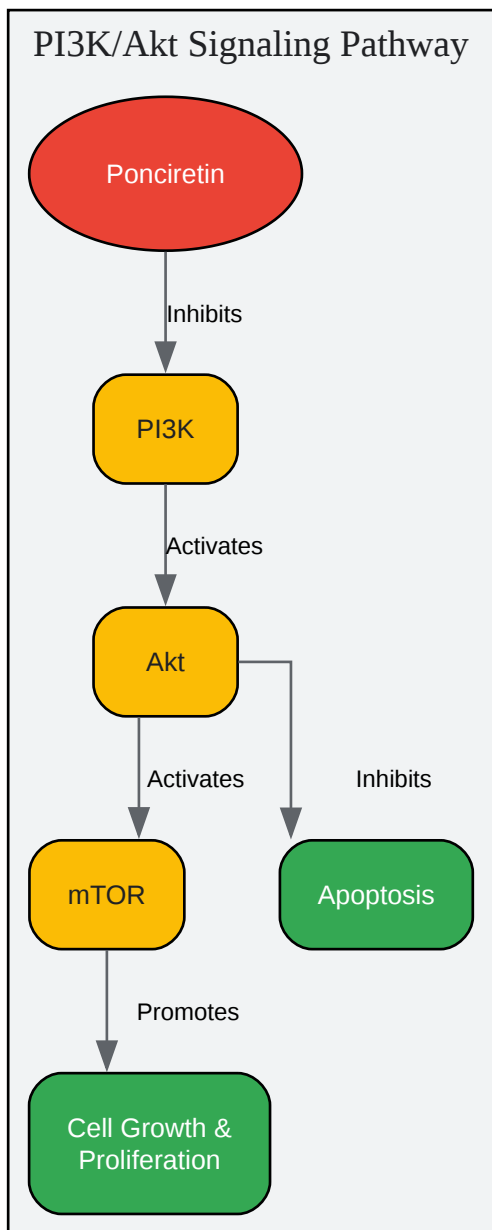 PI3K/Akt Signaling Pathway
Ponciretin
Inhibits
PI3K
Activates
Akt
Activates
Inhibits
mTOR
Apoptosis
Promotes
Cell Growth &
Proliferation